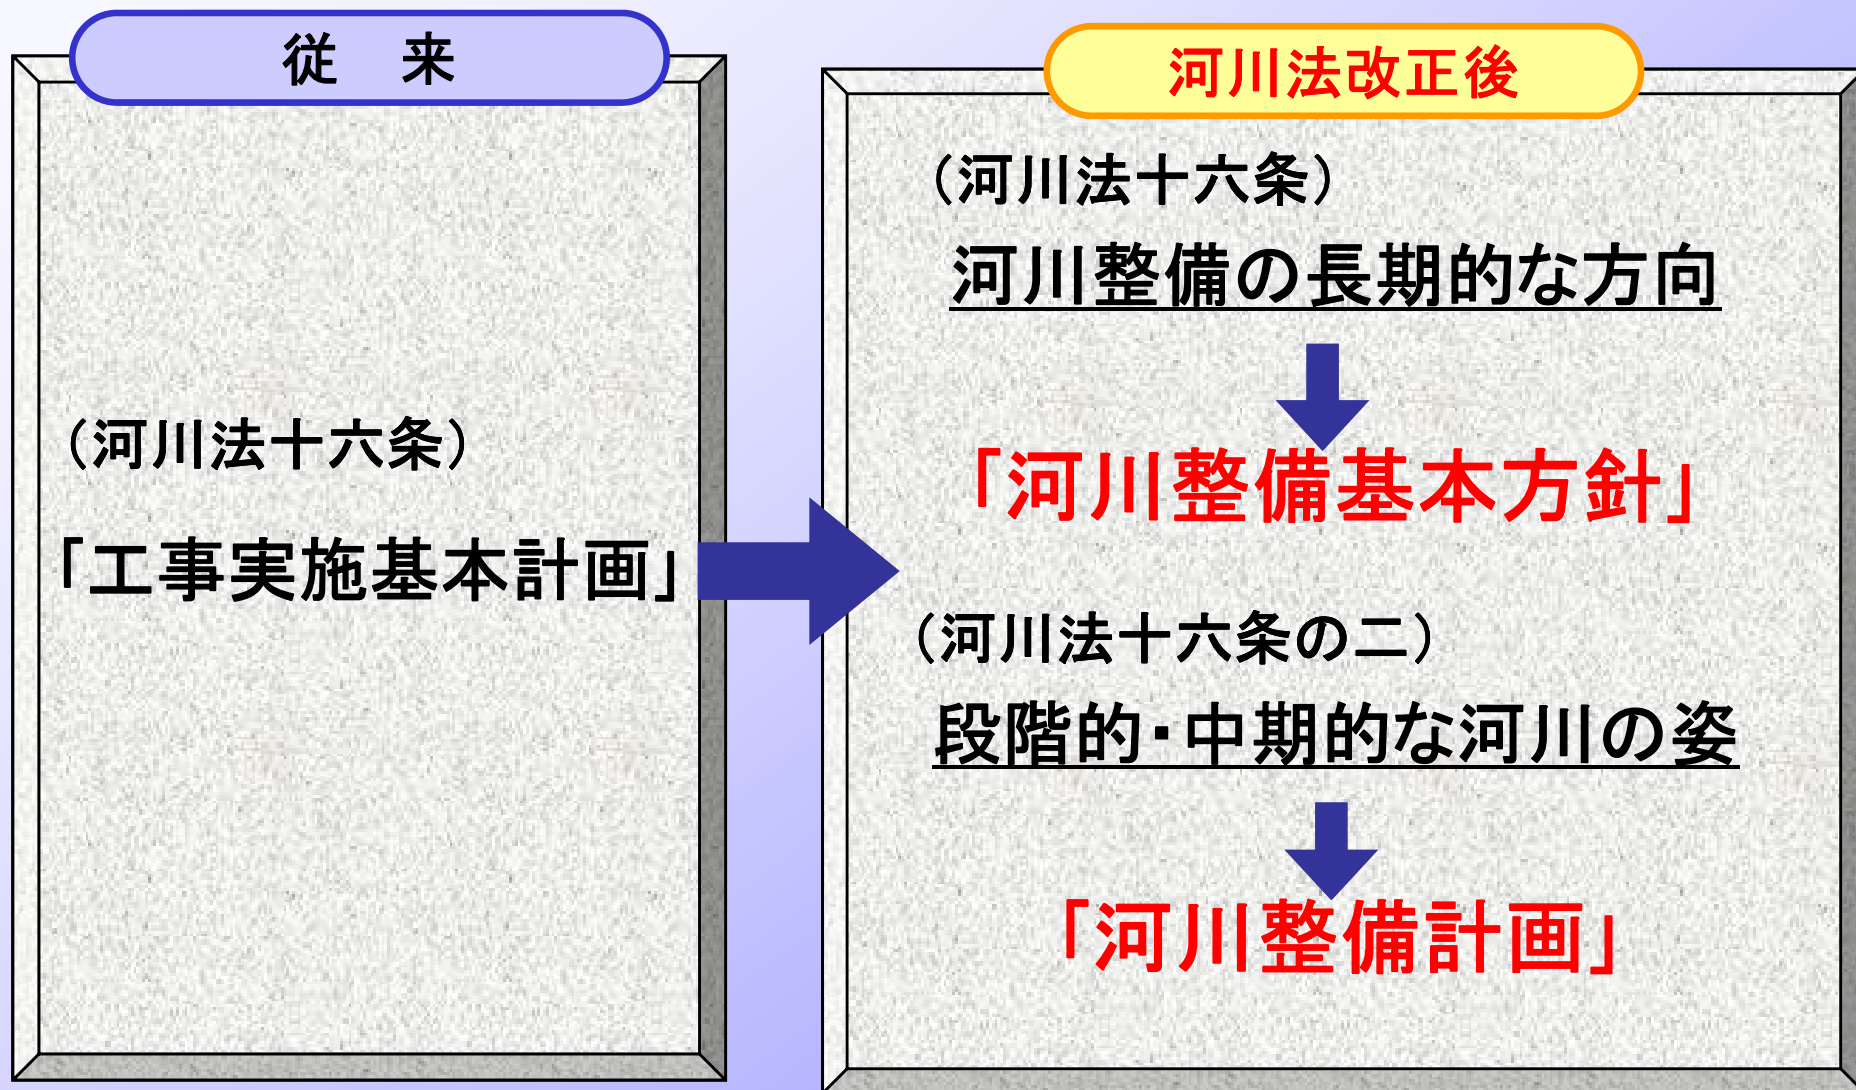 従　来
（河川法十六条）
「工事実施基本計画」
河川法改正後
（河川法十六条）
河川整備の長期的な方向
「河川整備基本方針」
（河川法十六条の二）
段階的・中期的な河川の姿
「河川整備計画」